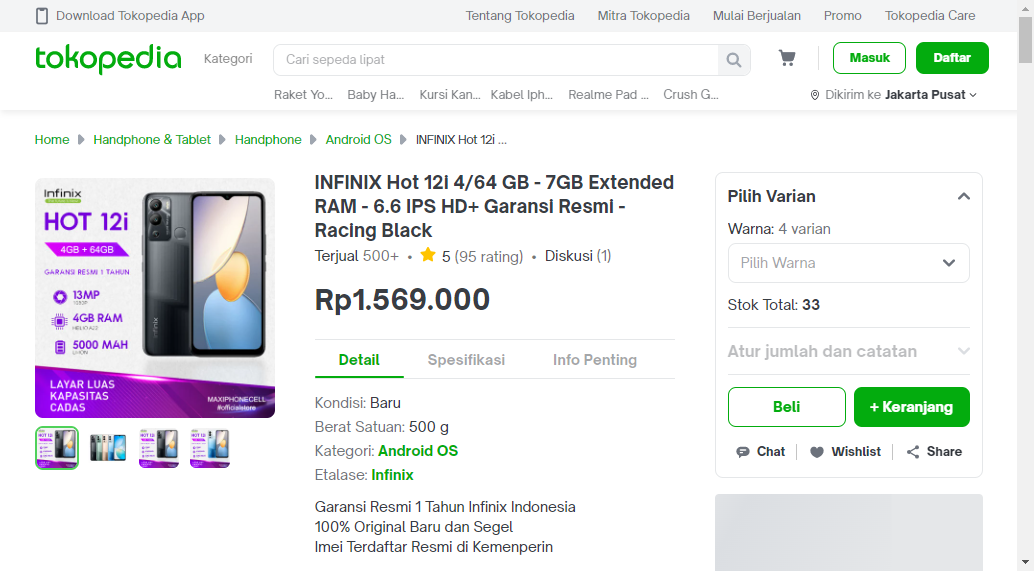 Download Tokopedia App
Tentang Tokopedia Mitra Tokopedia Mulai Berjualan Promo Tokopedia Care
tokopedia
Kategori
Cari sepeda lipat
Masuk
Daftar
Raket Yo... Baby Ha... Kursi Kan... Kabel Iph... Realme Pad ... Crush G...
Dikirim ke Jakarta Pusat
Home Handphone & Tablet Handphone Android OS INFINIX Hot 12i ...
Infinix
HOT 12i
4GB + 64GB
GARANSI RESMI 1 TAHUN
13MP
4GB RAM
HELIO A22
5000 MAH
LI-ION
LAYAR LUAS
KAPASITAS
CADAS
MAXIPHONECELL
#officialstore
INFINIX Hot 12i 4/64 GB - 7GB Extended
RAM - 6.6 IPS HD+ Garansi Resmi -
Racing Black
Terjual 500+ • 5 (95 rating) • Diskusi (1)
Rp1.569.000
Detail Spesifikasi Info Penting
Kondisi: Baru
Berat Satuan: 500 g
Kategori: Android OS
Etalase: Infinix
Garansi Resmi 1 Tahun Infinix Indonesia
100% Original Baru dan Segel
Imei Terdaftar Resmi di Kemenperin
Pilih Varian
Warna: 4 varian
Pilih Warna
Stok Total: 33
Atur jumlah dan catatan
Beli
+ Keranjang
Chat Wishlist Share